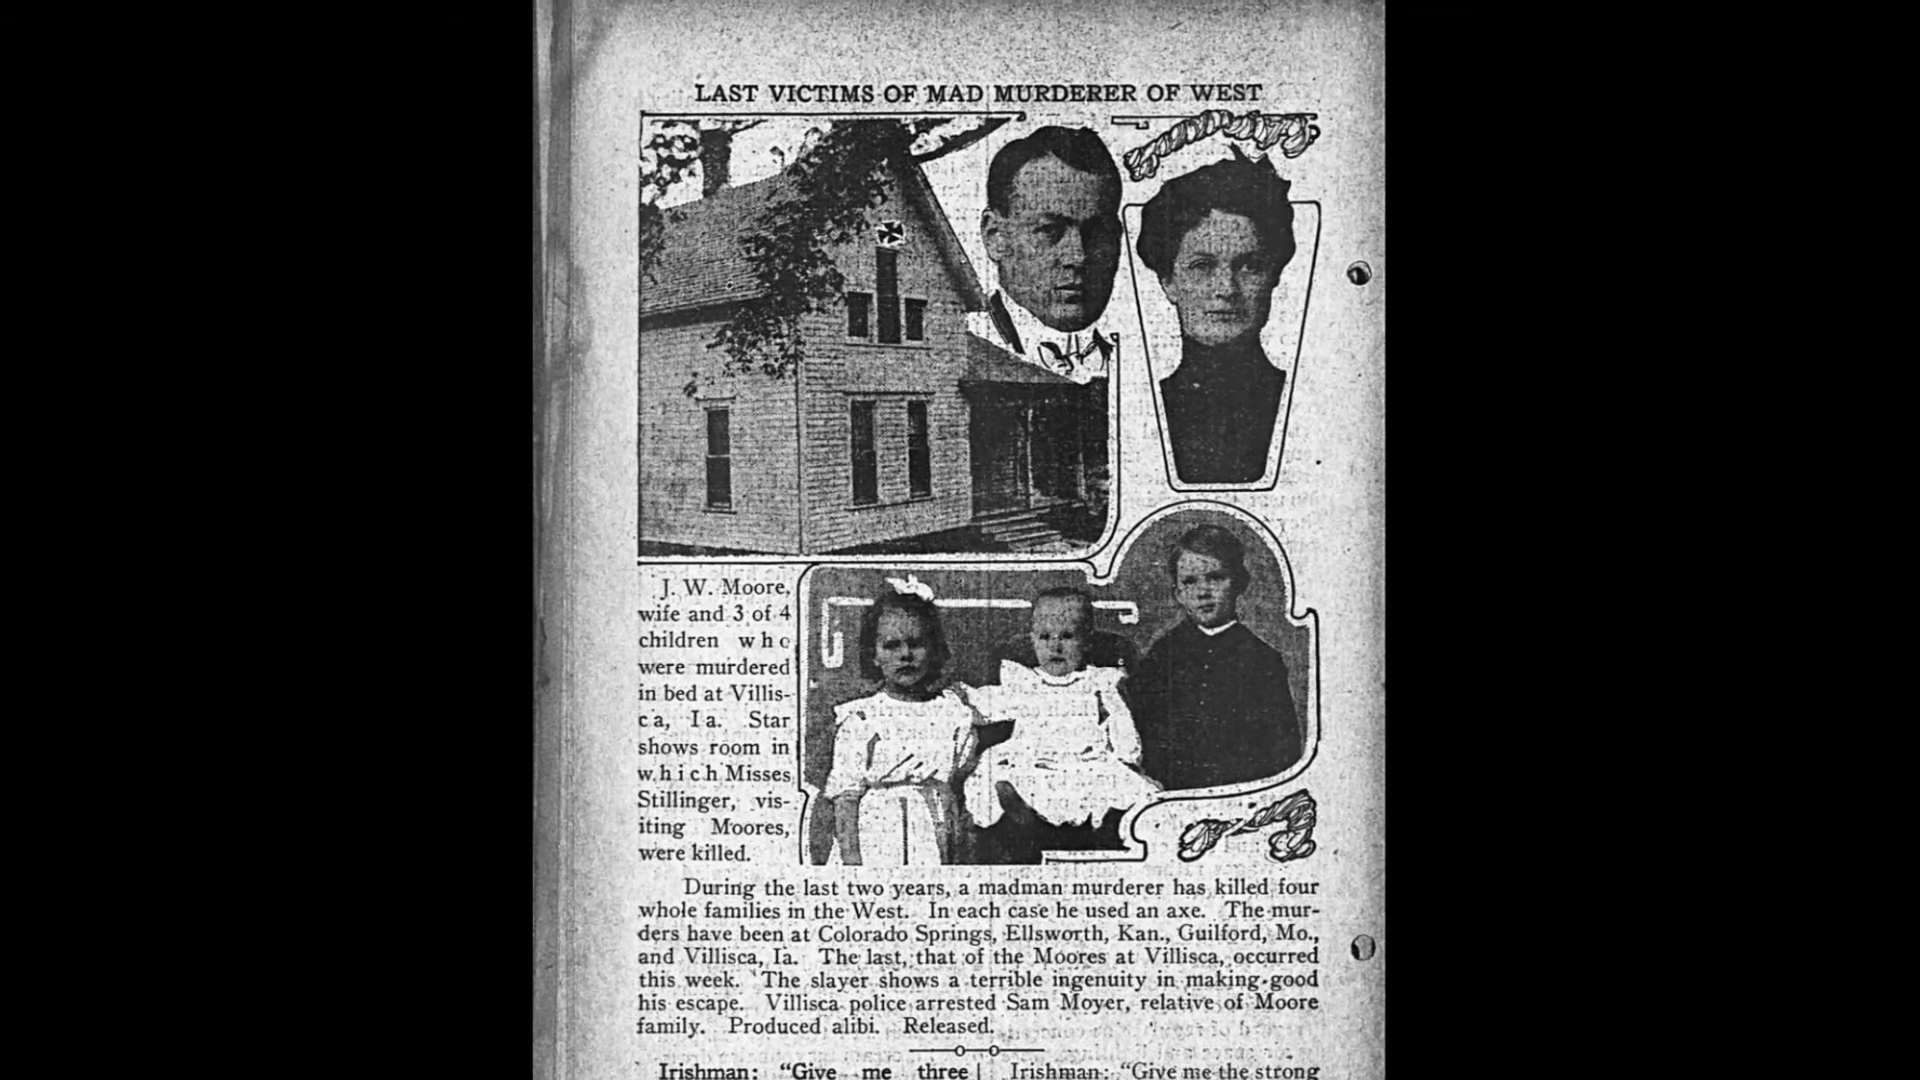 LAST VICTIMS OF MAD MURDERER OF WEST
J. W. Moore,
wife and 3 of 4
children who
were murdered
in bed at Villis-
ca, Ia. Star
shows room in
which Misses
Stillinger, vis-
iting Moores,
were killed.
During the last two years, a madman murderer has killed four
whole families in the West. In each case he used an axe. The mur-
ders have been at Colorado Springs, Ellsworth, Kan., Guilford, Mo.,
and Villisca, Ia. The last, that of the Moores at Villisca, occurred
this week. The slayer shows a terrible ingenuity in making good
his escape. Villisca police arrested Sam Moyer, relative of Moore
family. Produced alibi. Released.
Irishman: "Give me three
Irishman: "Give me the strong